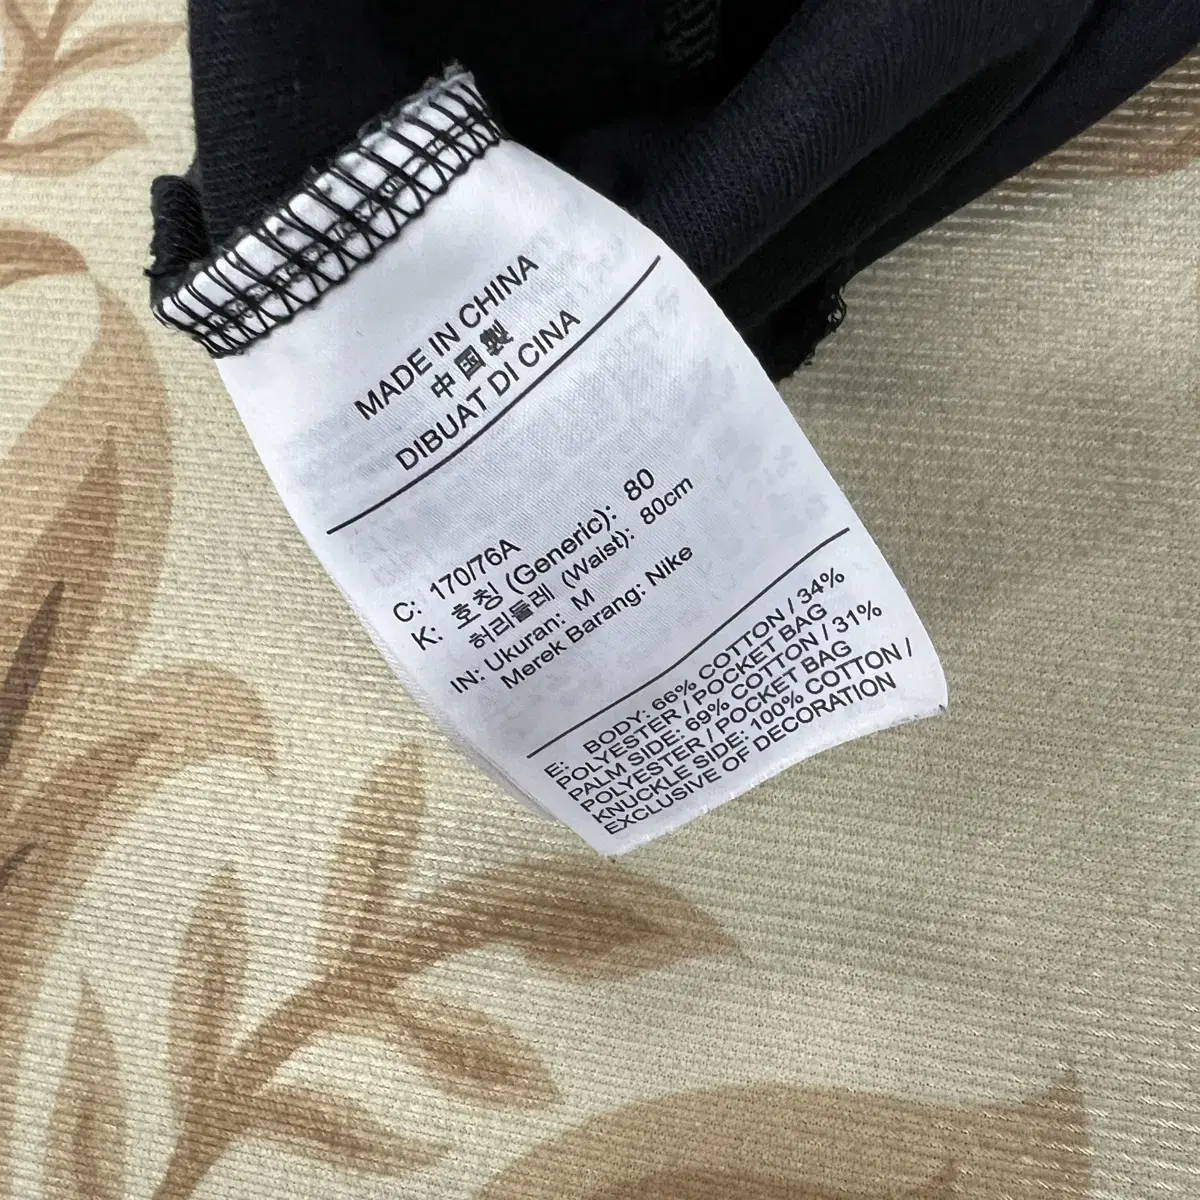 MADE IN CHINA
中国製
DIBUAT DI CINA
C: 170/76A
K: 호칭 (Generic): 80
허리둘레 (Waist): 80cm
IN: Ukuran: M
Merek Barang: Nike
E: BODY: 66% COTTON / 34%
POLYESTER / POCKET BAG
PALM SIDE: 69% COTTON / 31%
POLYESTER / POCKET BAG
KNUCKLE SIDE: 100% COTTON /
EXCLUSIVE OF DECORATION